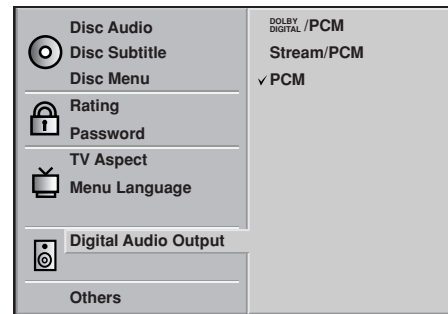 Disc Audio
Disc Subtitle
Disc Menu
Rating
Password
TV Aspect
Menu Language
Digital Audio Output
Others
DOLBY DIGITAL /PCM
Stream/PCM
✓ PCM